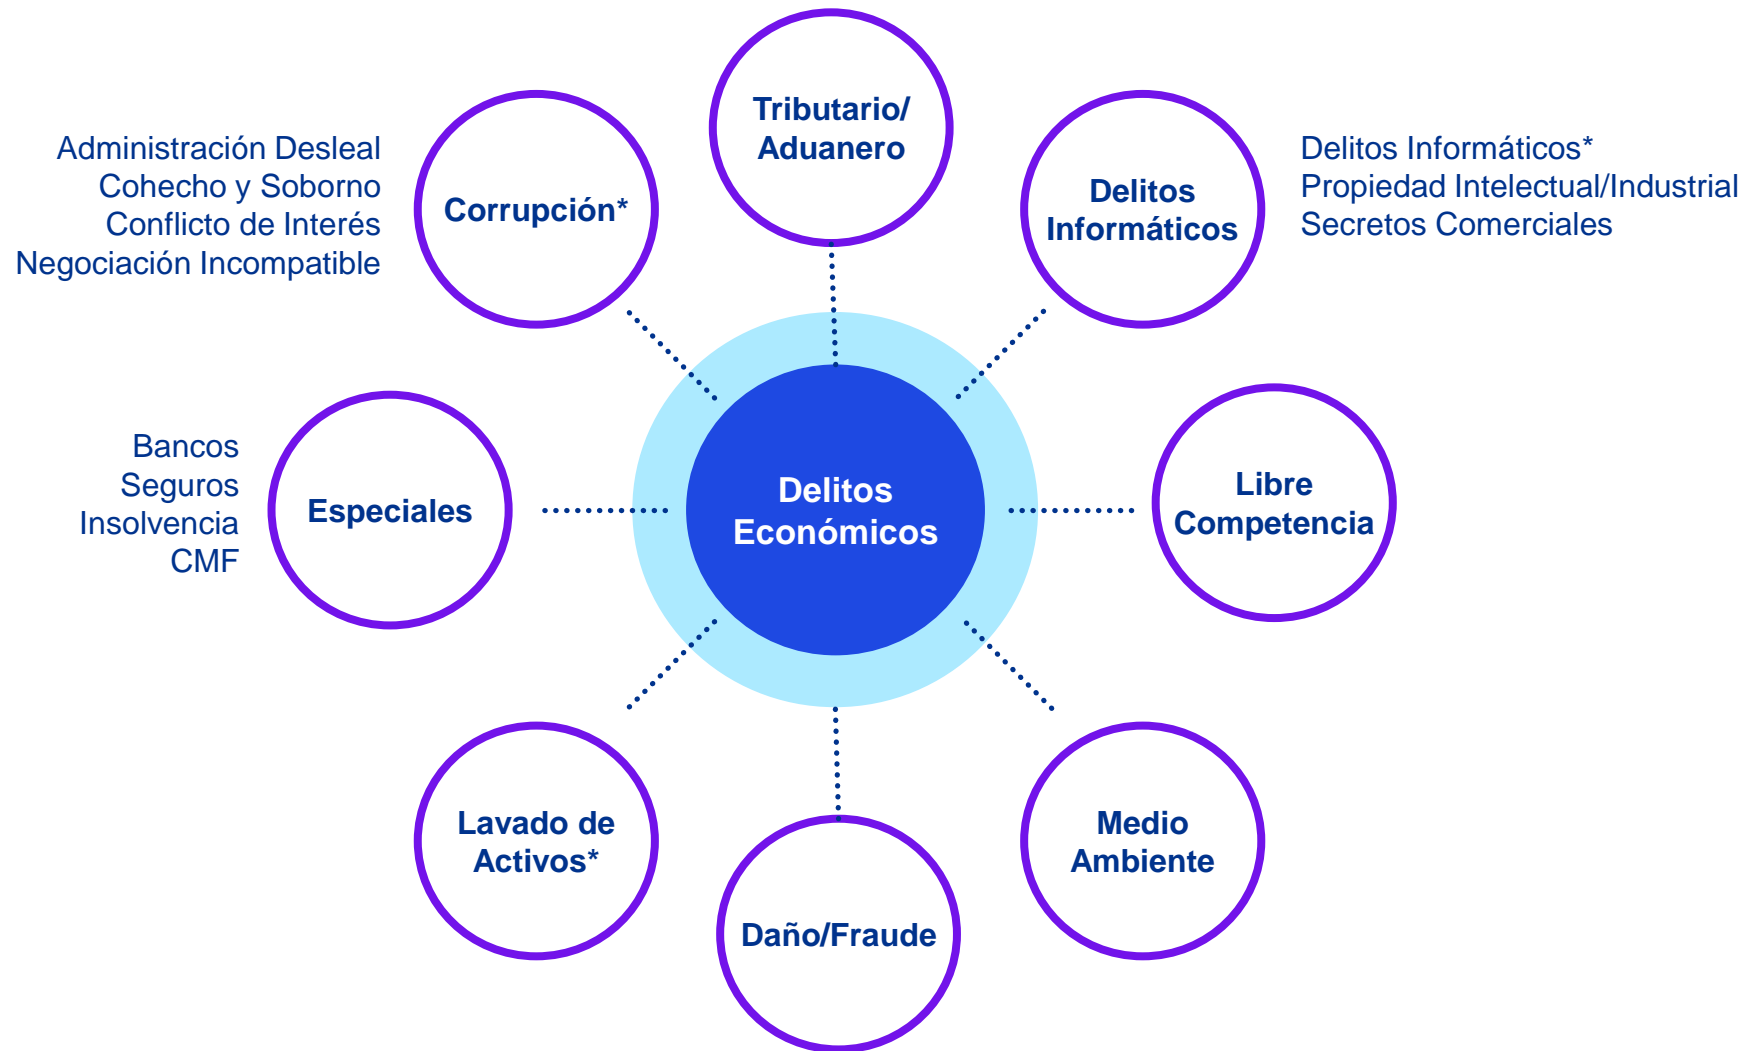 Tributario/
Aduanero
Administración Desleal
Cohecho y Soborno
Conflicto de Interés
Negociación Incompatible
Corrupción*
Delitos
Informáticos
Delitos Informáticos*
Propiedad Intelectual/Industrial
Secretos Comerciales
Bancos
Seguros
Insolvencia
CMF
Especiales
Delitos
Económicos
Libre
Competencia
Lavado de
Activos*
Daño/Fraude
Medio
Ambiente